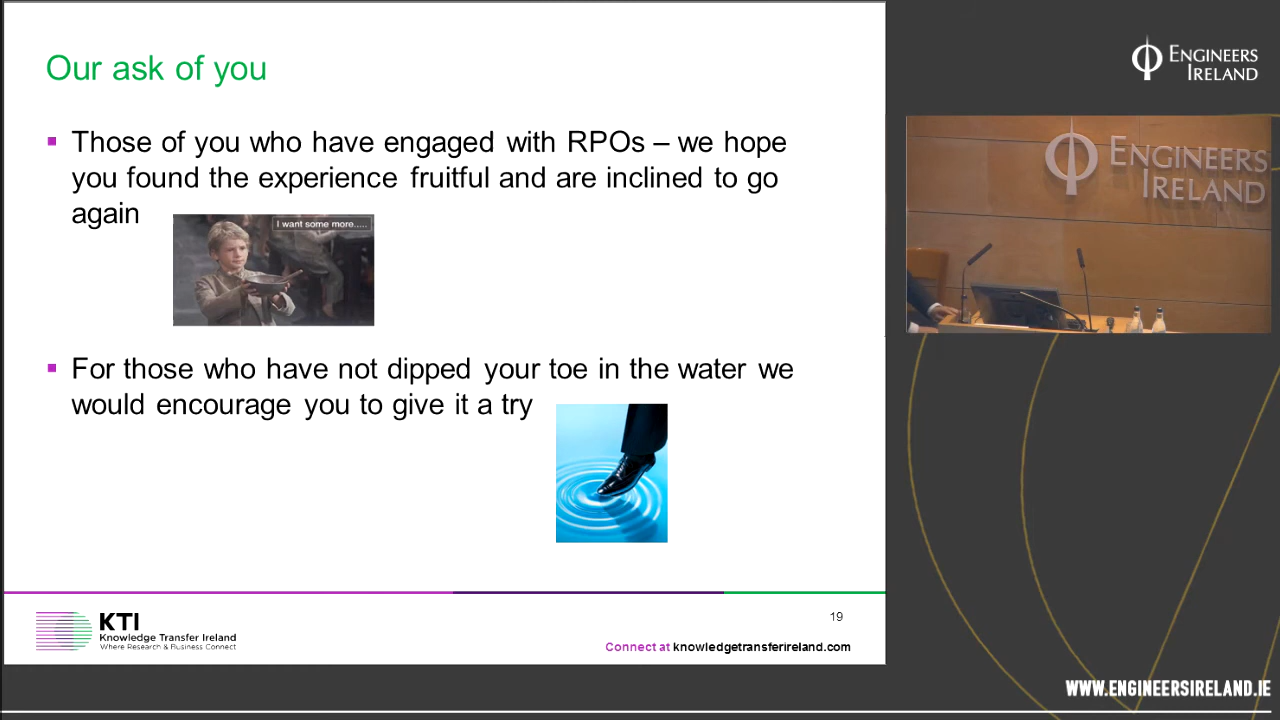 Our ask of you
▪ Those of you who have engaged with RPOs – we hope
you found the experience fruitful and are inclined to go
again
I want some more.....
▪ For those who have not dipped your toe in the water we
would encourage you to give it a try
KTI
Knowledge Transfer Ireland
Where Research & Business Connect
19
Connect at knowledgetransferireland.com
ENGINEERS
IRELAND
ENGINEERS
IRELAND
WWW.ENGINEERSIRELAND.IE